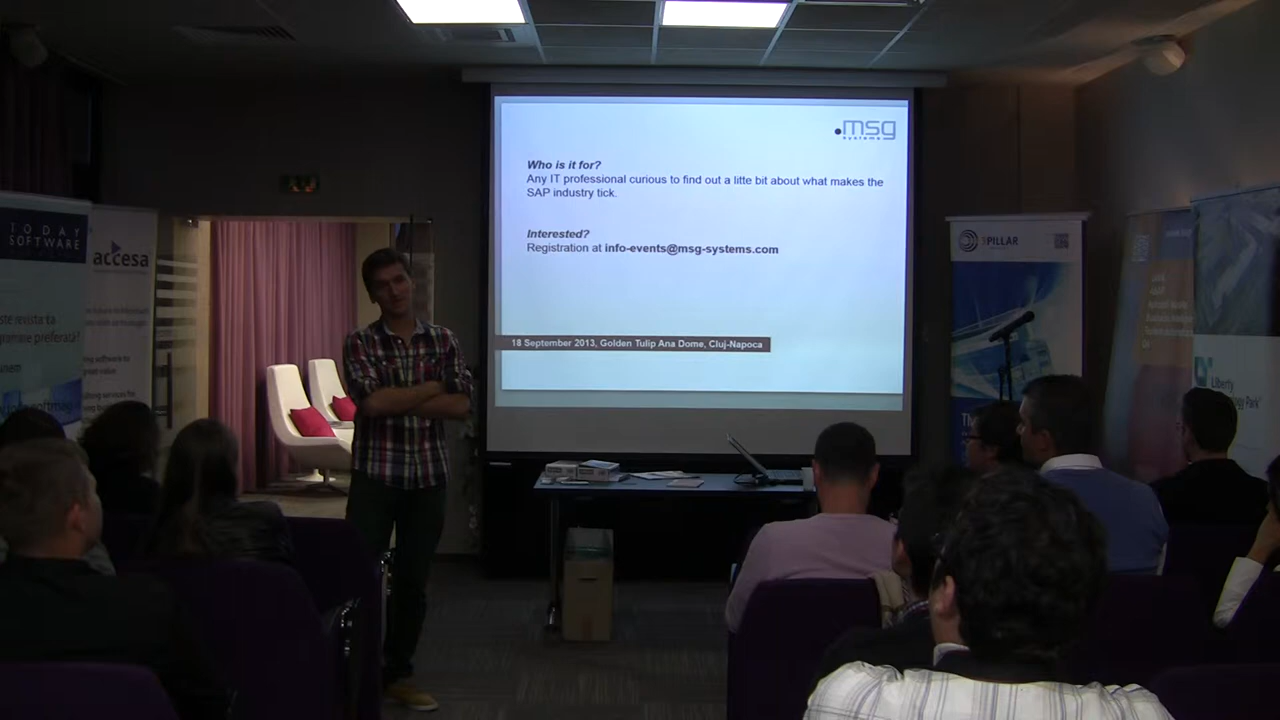 .msg
systems
Who is it for?
Any IT professional curious to find out a litte bit about what makes the
SAP industry tick.
Interested?
Registration at info-events@msg-systems.com
18 September 2013, Golden Tulip Ana Dome, Cluj-Napoca
TODAY
SOFTWARE
accesa
3PILLAR
Liberty